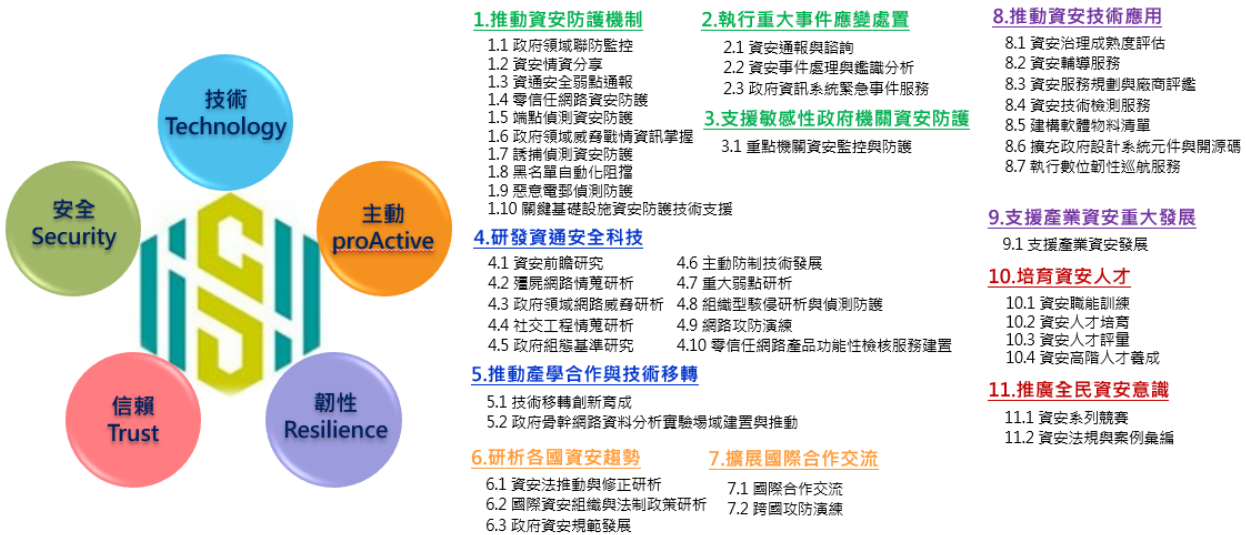 技術
Technology
安全
Security
主動
proActive
信賴
Trust
韌性
Resilience
1.推動資安防護機制
1.1 政府領域聯防監控
1.2 資安情資分享
1.3 資通安全弱點通報
1.4 零信任網路資安防護
1.5 端點偵測資安防護
1.6 政府領域威脅戰情資訊掌握
1.7 誘捕偵測資安防護
1.8 黑名單自動化阻擋
1.9 惡意電郵偵測防護
1.10 關鍵基礎設施資安防護技術支援
2.執行重大事件應變處置
2.1 資安通報與諮詢
2.2 資安事件處理與鑑識分析
2.3 政府資訊系統緊急事件服務
3.支援敏感性政府機關資安防護
3.1 重點機關資安監控與防護
4.研發資通安全科技
4.1 資安前瞻研究
4.2 殭屍網路情蒐研析
4.3 政府領域網路威脅研析
4.4 社交工程情蒐研析
4.5 政府組態基準研究
4.6 主動防制技術發展
4.7 重大弱點研析
4.8 組織型駭侵研析與偵測防護
4.9 網路攻防演練
4.10 零信任網路產品功能性檢核服務建置
5.推動產學合作與技術移轉
5.1 技術移轉創新育成
5.2 政府骨幹網路資料分析實驗場域建置與推動
6.研析各國資安趨勢
6.1 資安法推動與修正研析
6.2 國際資安組織與法制政策研析
6.3 政府資安規範發展
7.擴展國際合作交流
7.1 國際合作交流
7.2 跨國攻防演練
8.推動資安技術應用
8.1 資安治理成熟度評估
8.2 資安輔導服務
8.3 資安服務規劃與廠商評鑑
8.4 資安技術檢測服務
8.5 建構軟體物料清單
8.6 擴充政府設計系統元件與開源碼
8.7 執行數位韌性巡航服務
9.支援產業資安重大發展
9.1 支援產業資安發展
10.培育資安人才
10.1 資安職能訓練
10.2 資安人才培育
10.3 資安人才評量
10.4 資安高階人才養成
11.推廣全民資安意識
11.1 資安系列競賽
11.2 資安法規與案例彙編